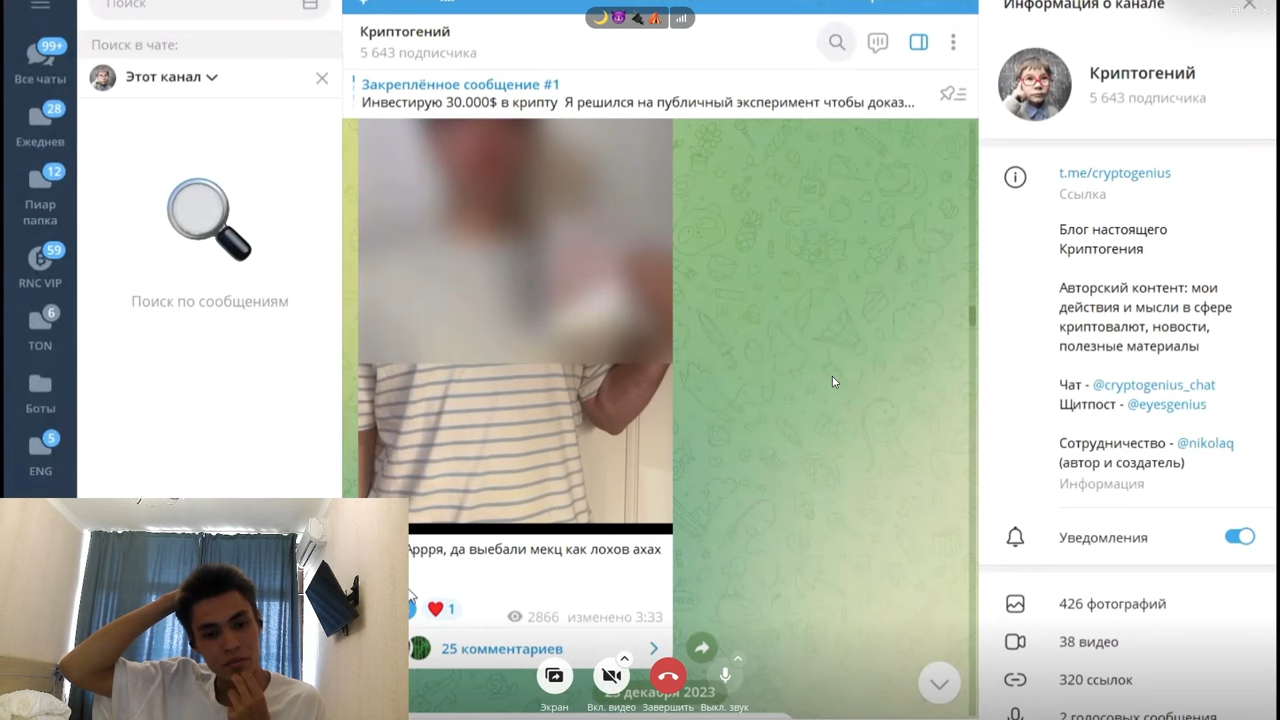 Поиск
99+
Все чаты
28
Ежеднев
12
Пиар
папка
59
RNC VIP
6
TON
Боты
5
ENG
Поиск в чате:
Этот канал
Поиск по сообщениям
Криптогений
5 643 подписчика
Закреплённое сообщение #1
Инвестирую 30.000$ в крипту Я решился на публичный эксперимент чтобы доказ...
Аррря, да выебали мекц как лохов ахах
1
2866 изменено 3:33
25 комментариев
декабря 2023
Экран
Вкл. видео
Завершить
Выкл. звук
Информация о канале
Криптогений
5 643 подписчика
t.me/cryptogenius
Ссылка
Блог настоящего
Криптогения
Авторский контент: мои
действия и мысли в сфере
криптовалют, новости,
полезные материалы
Чат - @cryptogenius_chat
Щитпост - @eyesgenius
Сотрудничество - @nikolaq
(автор и создатель)
Информация
Уведомления
426 фотографий
38 видео
320 ссылок
2 голосовых сообщения